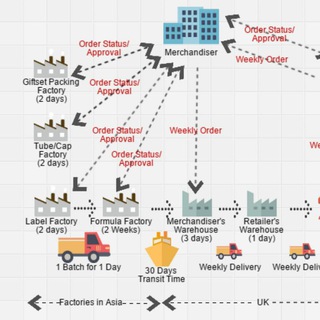 Order Status/
Approval
Order Status/
Approval
Merchandiser
Weekly Order
Giftset Packing
Factory
(2 days)
Order Status/
Approval
Order Status/
Approval
Weekly Order
Tube/Cap
Factory
(2 days)
Order Status/
Approval
Label Factory
(2 days)
Formula Factory
(2 Weeks)
Merchandiser's
Warehouse
(3 days)
Retailer's
Warehouse
(1 day)
1 Batch for 1 Day
30 Days
Transit Time
Weekly Delivery
Weekly Deliv
Factories in Asia
UK